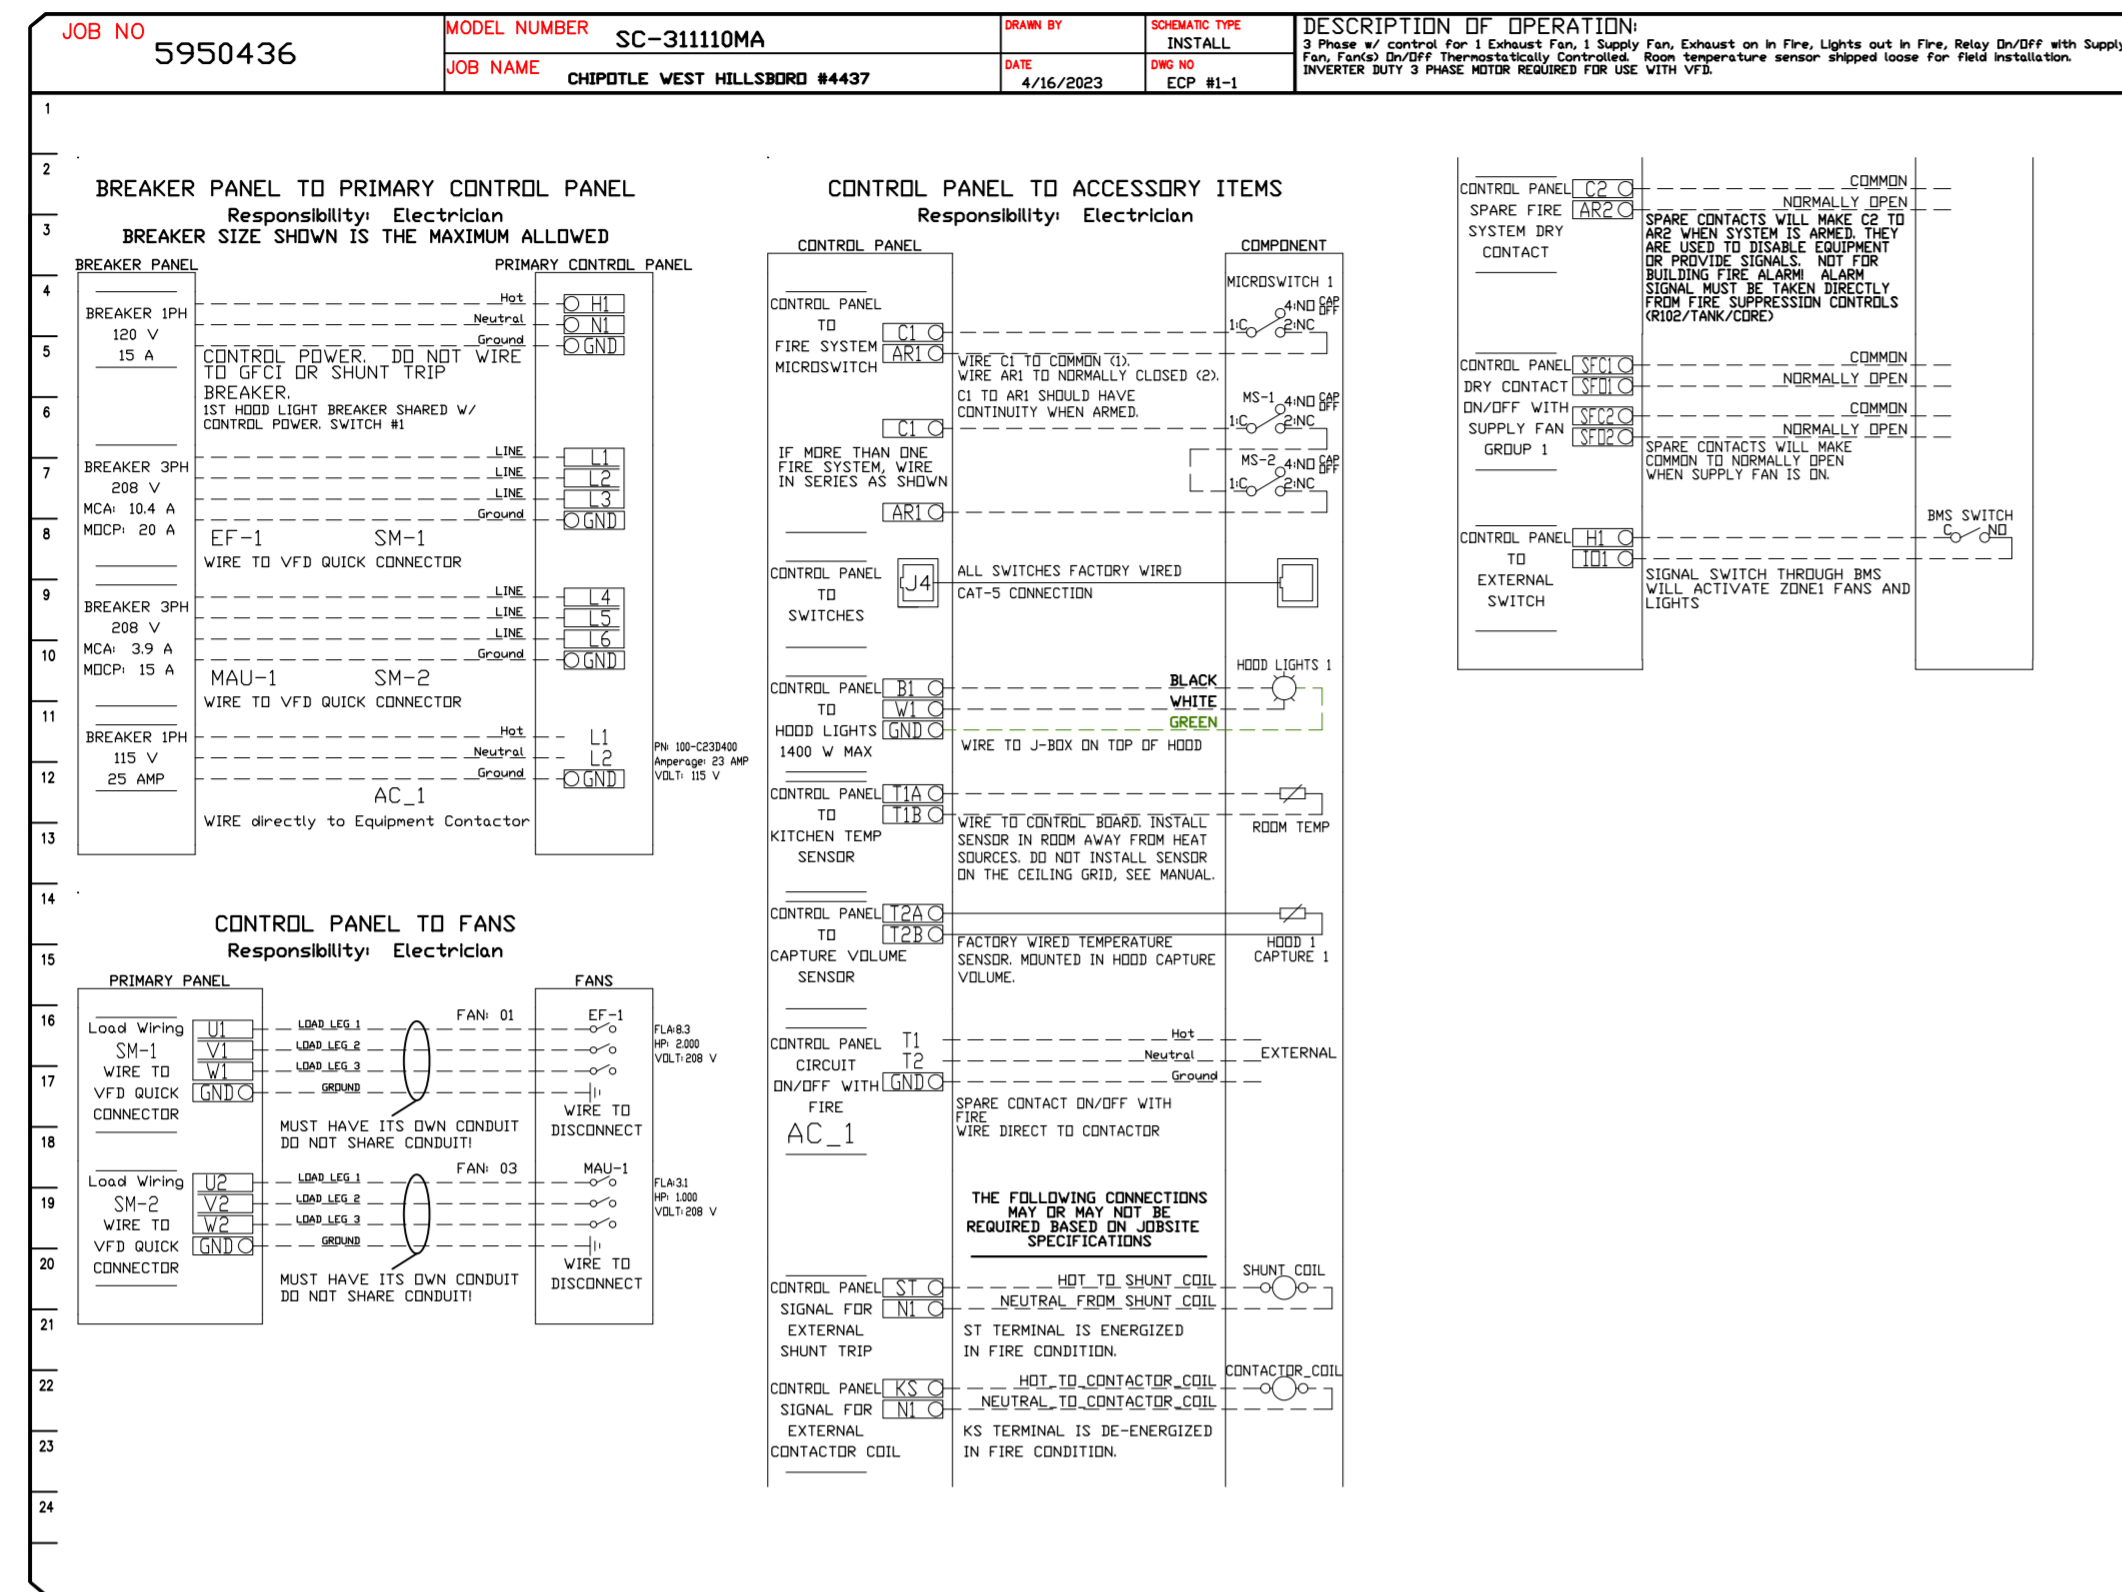 JOB NO
5950436
MODEL NUMBER
SC-311110MA
JOB NAME
CHIPOTLE WEST HILLSBORO #4437
DRAWN BY
DATE
4/16/2023
SCHEMATIC TYPE
INSTALL
DWG NO
ECP #1-1
DESCRIPTION OF OPERATION:
3 Phase w/ control for 1 Exhaust Fan, 1 Supply Fan, Exhaust on in Fire, Lights out in Fire, Relay On/Off with Supply
Fan, Fan(s) On/Off Thermostatically Controlled. Room temperature sensor shipped loose for field installation.
INVERTER DUTY 3 PHASE MOTOR REQUIRED FOR USE WITH VFD.
1
2
3
4
5
6
7
8
9
10
11
12
13
14
15
16
17
18
19
20
21
22
23
24
BREAKER PANEL TO PRIMARY CONTROL PANEL
Responsibility: Electrician
BREAKER SIZE SHOWN IS THE MAXIMUM ALLOWED
BREAKER PANEL
PRIMARY CONTROL PANEL
BREAKER 1PH
120 V
15 A
Hot
H1
Neutral
N1
Ground
GND
CONTROL POWER. DO NOT WIRE
TO GFCI OR SHUNT TRIP
BREAKER.
1ST HOOD LIGHT BREAKER SHARED W/
CONTROL POWER. SWITCH #1
BREAKER 3PH
208 V
MCA: 10.4 A
MOCP: 20 A
LINE
L1
LINE
L2
LINE
L3
Ground
GND
EF-1
SM-1
WIRE TO VFD QUICK CONNECTOR
BREAKER 3PH
208 V
MCA: 3.9 A
MOCP: 15 A
LINE
L4
LINE
L5
LINE
L6
Ground
GND
MAU-1
SM-2
WIRE TO VFD QUICK CONNECTOR
BREAKER 1PH
115 V
25 AMP
Hot
L1
Neutral
L2
Ground
GND
PN: 100-C23D400
Amperage: 23 AMP
VOLT: 115 V
AC_1
WIRE directly to Equipment Contactor
CONTROL PANEL TO FANS
Responsibility: Electrician
PRIMARY PANEL
FANS
Load Wiring
SM-1
WIRE TO
VFD QUICK
CONNECTOR
U1
V1
W1
GND
LOAD LEG 1
LOAD LEG 2
LOAD LEG 3
GROUND
FAN: 01
EF-1
FLA:8.3
HP: 2.000
VOLT:208 V
WIRE TO
DISCONNECT
MUST HAVE ITS OWN CONDUIT
DO NOT SHARE CONDUIT!
Load Wiring
SM-2
WIRE TO
VFD QUICK
CONNECTOR
U2
V2
W2
GND
LOAD LEG 1
LOAD LEG 2
LOAD LEG 3
GROUND
FAN: 03
MAU-1
FLA:3.1
HP: 1.000
VOLT:208 V
WIRE TO
DISCONNECT
MUST HAVE ITS OWN CONDUIT
DO NOT SHARE CONDUIT!
CONTROL PANEL TO ACCESSORY ITEMS
Responsibility: Electrician
CONTROL PANEL
COMPONENT
CONTROL PANEL
TO
FIRE SYSTEM
MICROSWITCH
C1
AR1
MICROSWITCH 1
4:NO
CAP
OFF
1:C
2:NC
WIRE C1 TO COMMON (1).
WIRE AR1 TO NORMALLY CLOSED (2).
C1 TO AR1 SHOULD HAVE
CONTINUITY WHEN ARMED.
MS-1
4:NO
CAP
OFF
C1
1:C
2:NC
IF MORE THAN ONE
FIRE SYSTEM, WIRE
IN SERIES AS SHOWN
MS-2
4:NO
CAP
OFF
1:C
2:NC
AR1
CONTROL PANEL
TO
SWITCHES
J4
ALL SWITCHES FACTORY WIRED
CAT-5 CONNECTION
CONTROL PANEL
TO
HOOD LIGHTS
1400 W MAX
B1
W1
GND
BLACK
WHITE
GREEN
HOOD LIGHTS 1
WIRE TO J-BOX ON TOP OF HOOD
CONTROL PANEL
TO
KITCHEN TEMP
SENSOR
T1A
T1B
ROOM TEMP
WIRE TO CONTROL BOARD. INSTALL
SENSOR IN ROOM AWAY FROM HEAT
SOURCES. DO NOT INSTALL SENSOR
ON THE CEILING GRID, SEE MANUAL.
CONTROL PANEL
TO
CAPTURE VOLUME
SENSOR
T2A
T2B
HOOD 1
CAPTURE 1
FACTORY WIRED TEMPERATURE
SENSOR. MOUNTED IN HOOD CAPTURE
VOLUME.
CONTROL PANEL
CIRCUIT
ON/OFF WITH
FIRE
AC_1
T1
T2
GND
Hot
Neutral
Ground
EXTERNAL
SPARE CONTACT ON/OFF WITH
FIRE
WIRE DIRECT TO CONTACTOR
THE FOLLOWING CONNECTIONS
MAY OR MAY NOT BE
REQUIRED BASED ON JOBSITE
SPECIFICATIONS
CONTROL PANEL
SIGNAL FOR
EXTERNAL
SHUNT TRIP
ST
N1
HOT TO SHUNT COIL
NEUTRAL FROM SHUNT COIL
SHUNT COIL
ST TERMINAL IS ENERGIZED
IN FIRE CONDITION.
CONTROL PANEL
SIGNAL FOR
EXTERNAL
CONTACTOR COIL
KS
N1
HOT TO CONTACTOR COIL
NEUTRAL TO CONTACTOR COIL
CONTACTOR COIL
KS TERMINAL IS DE-ENERGIZED
IN FIRE CONDITION.
CONTROL PANEL
SPARE FIRE
SYSTEM DRY
CONTACT
C2
AR2
COMMON
NORMALLY OPEN
SPARE CONTACTS WILL MAKE C2 TO
AR2 WHEN SYSTEM IS ARMED. THEY
ARE USED TO DISABLE EQUIPMENT
OR PROVIDE SIGNALS. NOT FOR
BUILDING FIRE ALARM! ALARM
SIGNAL MUST BE TAKEN DIRECTLY
FROM FIRE SUPPRESSION CONTROLS
(R102/TANK/CORE)
CONTROL PANEL
DRY CONTACT
ON/OFF WITH
SUPPLY FAN
GROUP 1
SFC1
SFO1
SFC2
SFO2
COMMON
NORMALLY OPEN
COMMON
NORMALLY OPEN
SPARE CONTACTS WILL MAKE
COMMON TO NORMALLY OPEN
WHEN SUPPLY FAN IS ON.
CONTROL PANEL
TO
EXTERNAL
SWITCH
H1
IO1
BMS SWITCH
C
NO
SIGNAL SWITCH THROUGH BMS
WILL ACTIVATE ZONE1 FANS AND
LIGHTS